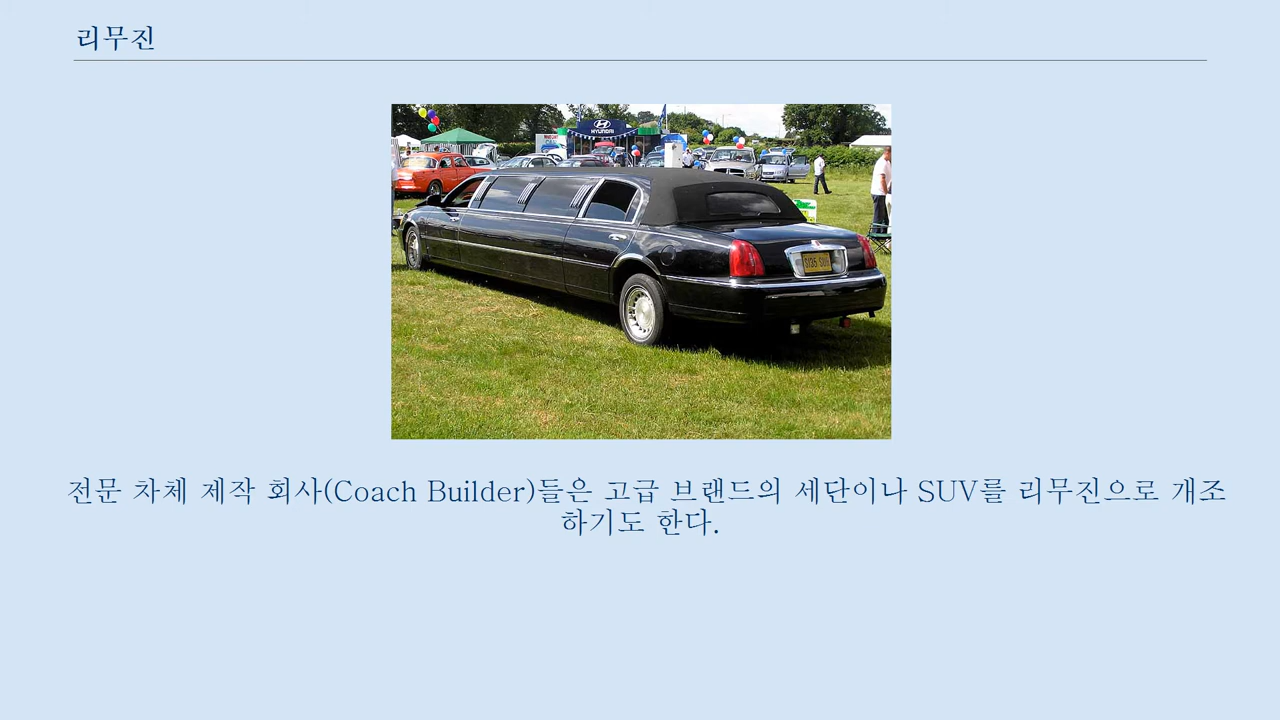 리무진
HYUNDAI
전문 차체 제작 회사(Coach Builder)들은 고급 브랜드의 세단이나 SUV를 리무진으로 개조
하기도 한다.